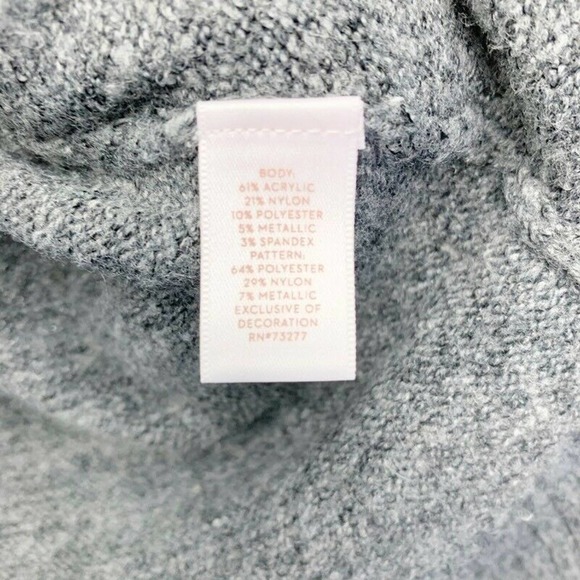 BODY:
61% ACRYLIC
21% NYLON
10% POLYESTER
5% METALLIC
3% SPANDEX
PATTERN:
64% POLYESTER
29% NYLON
7% METALLIC
EXCLUSIVE OF
DECORATION
RN#73277